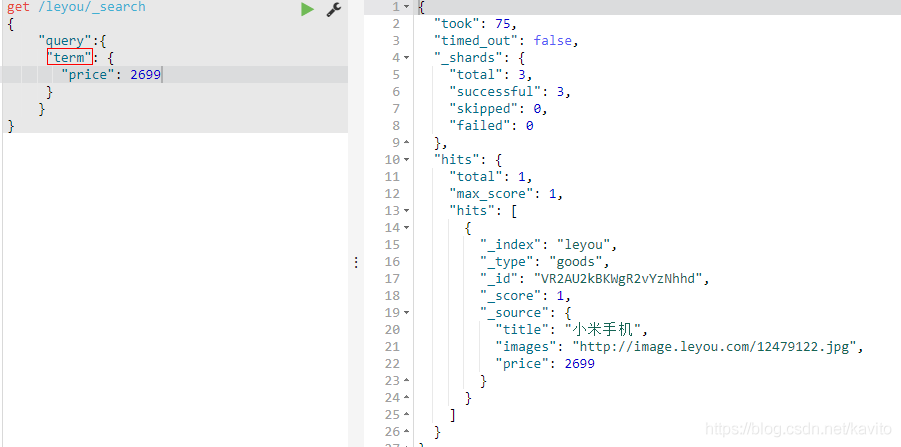 get /leyou/_search
{
"query":{
"term": {
"price": 2699
}
}
}
1 {
2 "took": 75,
3 "timed_out": false,
4 "_shards": {
5 "total": 3,
6 "successful": 3,
7 "skipped": 0,
8 "failed": 0
9 },
10 "hits": {
11 "total": 1,
12 "max_score": 1,
13 "hits": [
14 {
15 "_index": "leyou",
16 "_type": "goods",
17 "_id": "VR2AU2kBKWgR2vYzNhhd",
18 "_score": 1,
19 "_source": {
20 "title": "小米手机",
21 "images": "http://image.leyou.com/12479122.jpg",
22 "price": 2699
23 }
24 }
25 ]
26 }
27 }
https://blog.csdn.net/kavito